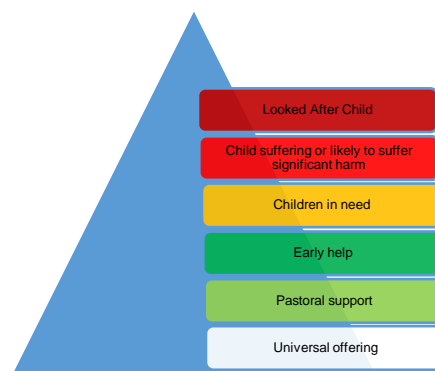 Looked After Child
Child suffering or likely to suffer
significant harm
Children in need
Early help
Pastoral support
Universal offering